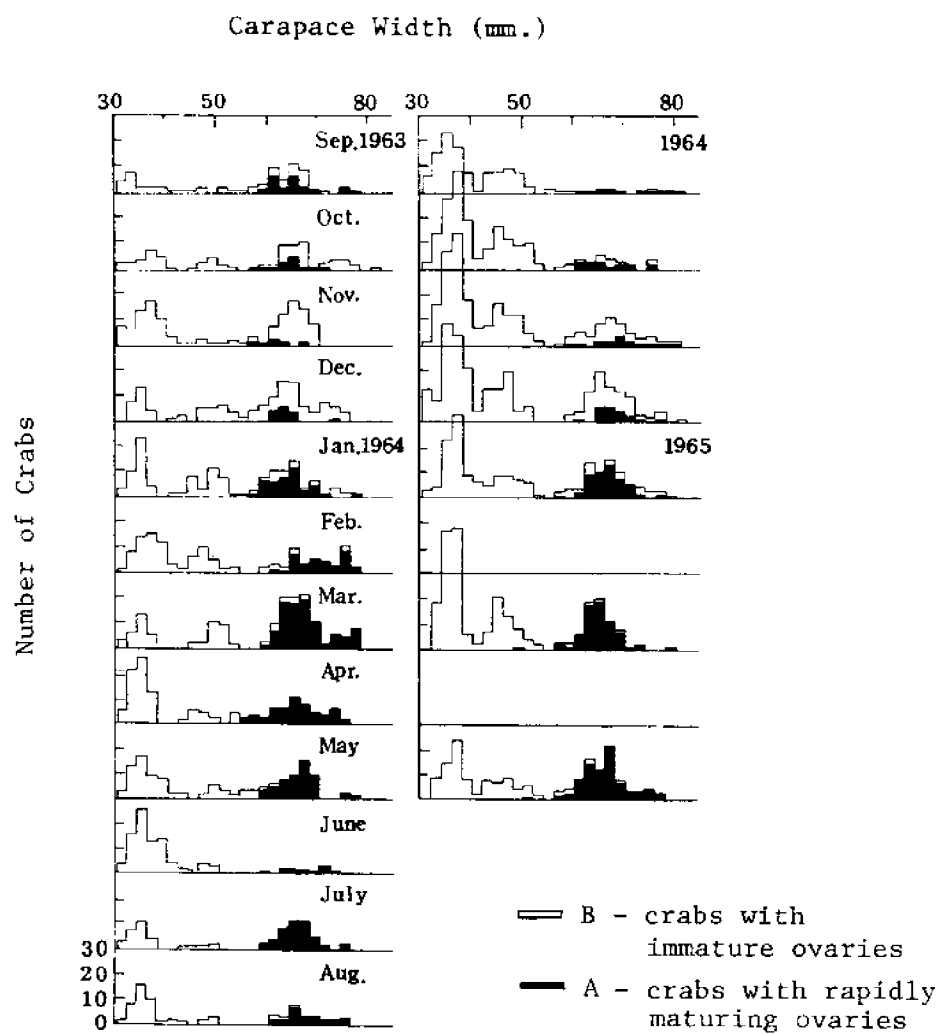 Carapace Width (mm.)
30 50 80 30 50 80
Sep,1963 1964
Oct.
Nov.
Dec.
Jan,1964 1965
Feb.
Mar.
Apr.
May
June
July
Aug.
30
20
10
0
Number of Crabs
B - crabs with
immature ovaries
A - crabs with rapidly
maturing ovaries